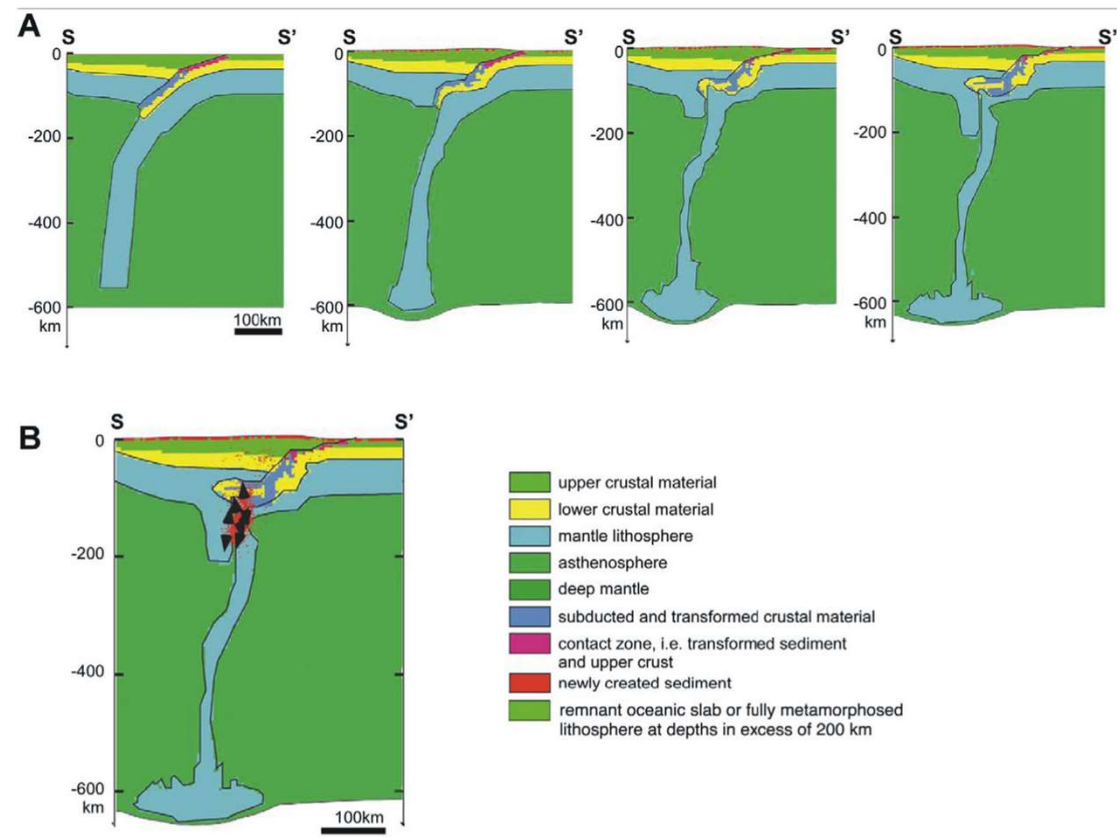 A
S S' S S' S S' S S'
0 0 0 0
-200 -200 -200 -200
-400 -400 -400 -400
-600 -600 -600 -600
km km km km
100km
B
S S'
0
-200
-400
-600
km
100km
upper crustal material
lower crustal material
mantle lithosphere
asthenosphere
deep mantle
subducted and transformed crustal material
contact zone, i.e. transformed sediment
and upper crust
newly created sediment
remnant oceanic slab or fully metamorphosed
lithosphere at depths in excess of 200 km